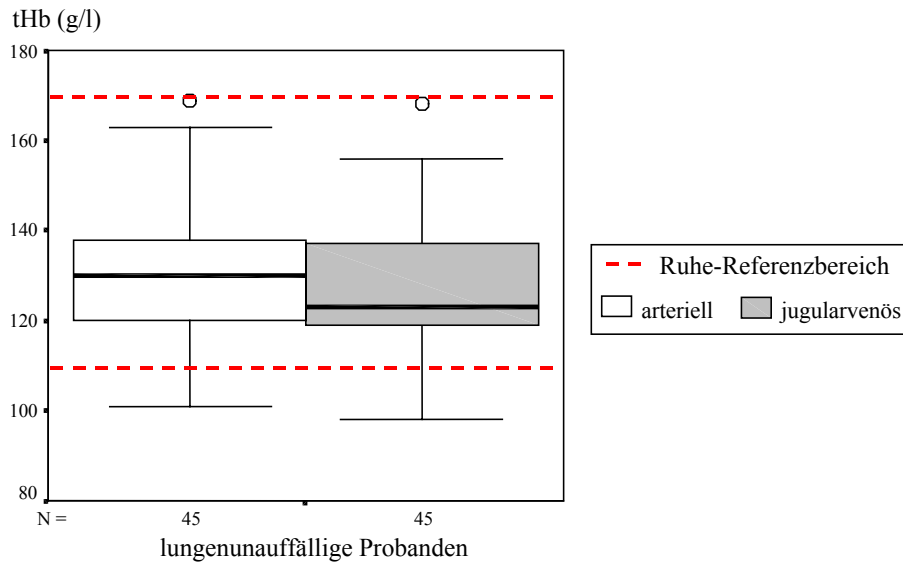 tHb (g/l)
180
160
140
120
100
80
N = 45 45
lungenunauffällige Probanden
Ruhe-Referenzbereich
arteriell jugularvenös